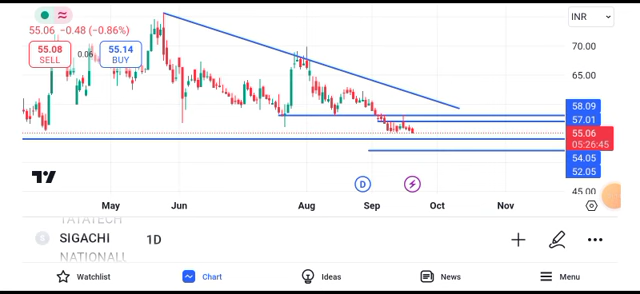 INR
55.06 −0.48 (−0.86%)
55.08
SELL
0.06
55.14
BUY
70.00
65.00
58.09
57.01
55.06
05:26:45
54.05
52.05
45.00
D
May Jun Aug Sep Oct Nov
TATATECH
SIGACHI 1D
NATIONALL
Watchlist Chart Ideas News Menu